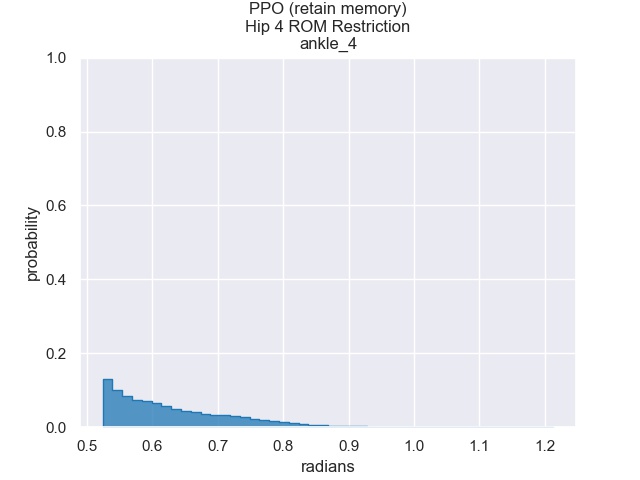 PPO (retain memory)
Hip 4 ROM Restriction
ankle_4
1.0
0.8
0.6
0.4
0.2
0.0
probability
0.5 0.6 0.7 0.8 0.9 1.0 1.1 1.2
radians